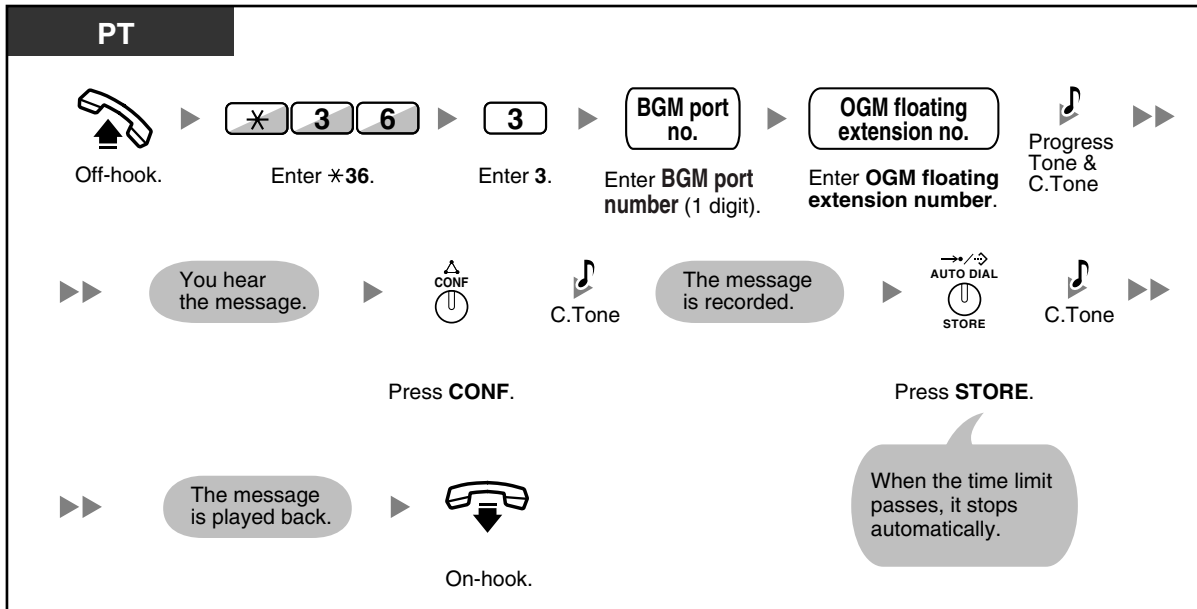 PT
✳ 3 6
3
BGM port
no.
OGM floating
extension no.
Off-hook.
Enter ✳36.
Enter 3.
Enter BGM port
number (1 digit).
Enter OGM floating
extension number.
Progress
Tone &
C.Tone
You hear
the message.
CONF
C.Tone
The message
is recorded.
AUTO DIAL
STORE
C.Tone
Press CONF.
Press STORE.
When the time limit
passes, it stops
automatically.
The message
is played back.
On-hook.